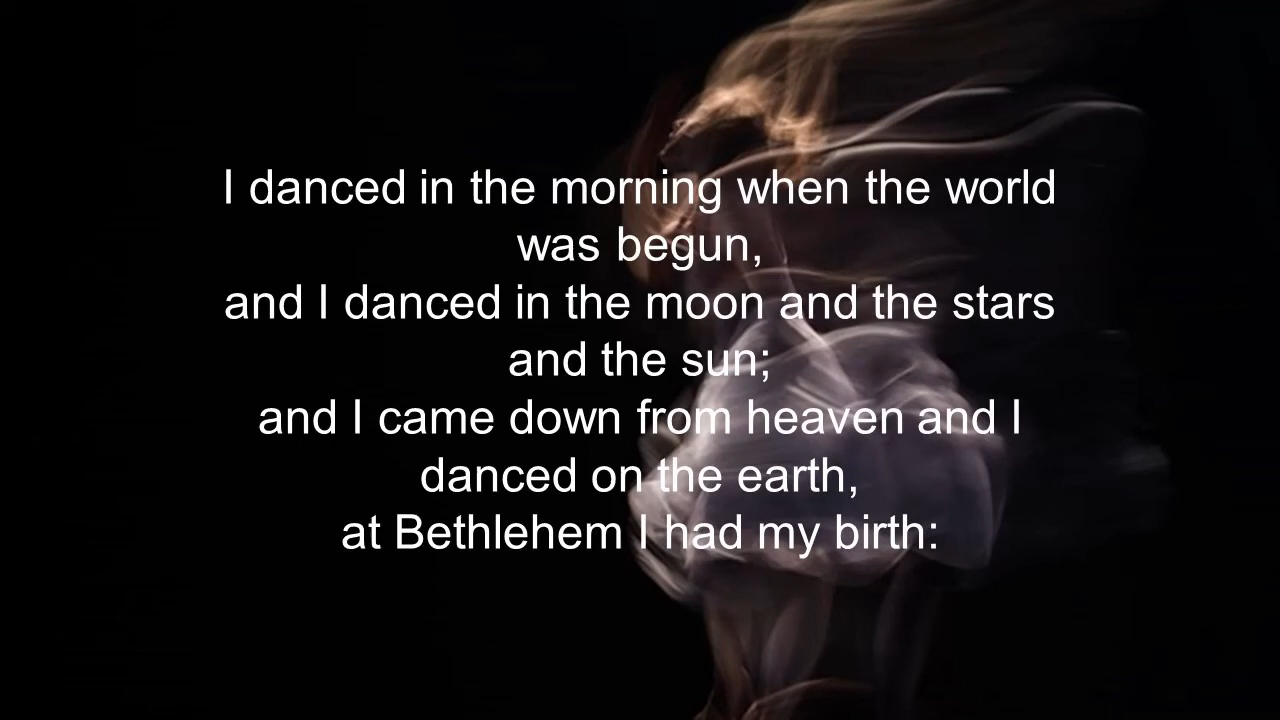 I danced in the morning when the world
was begun,
and I danced in the moon and the stars
and the sun;
and I came down from heaven and I
danced on the earth,
at Bethlehem I had my birth: